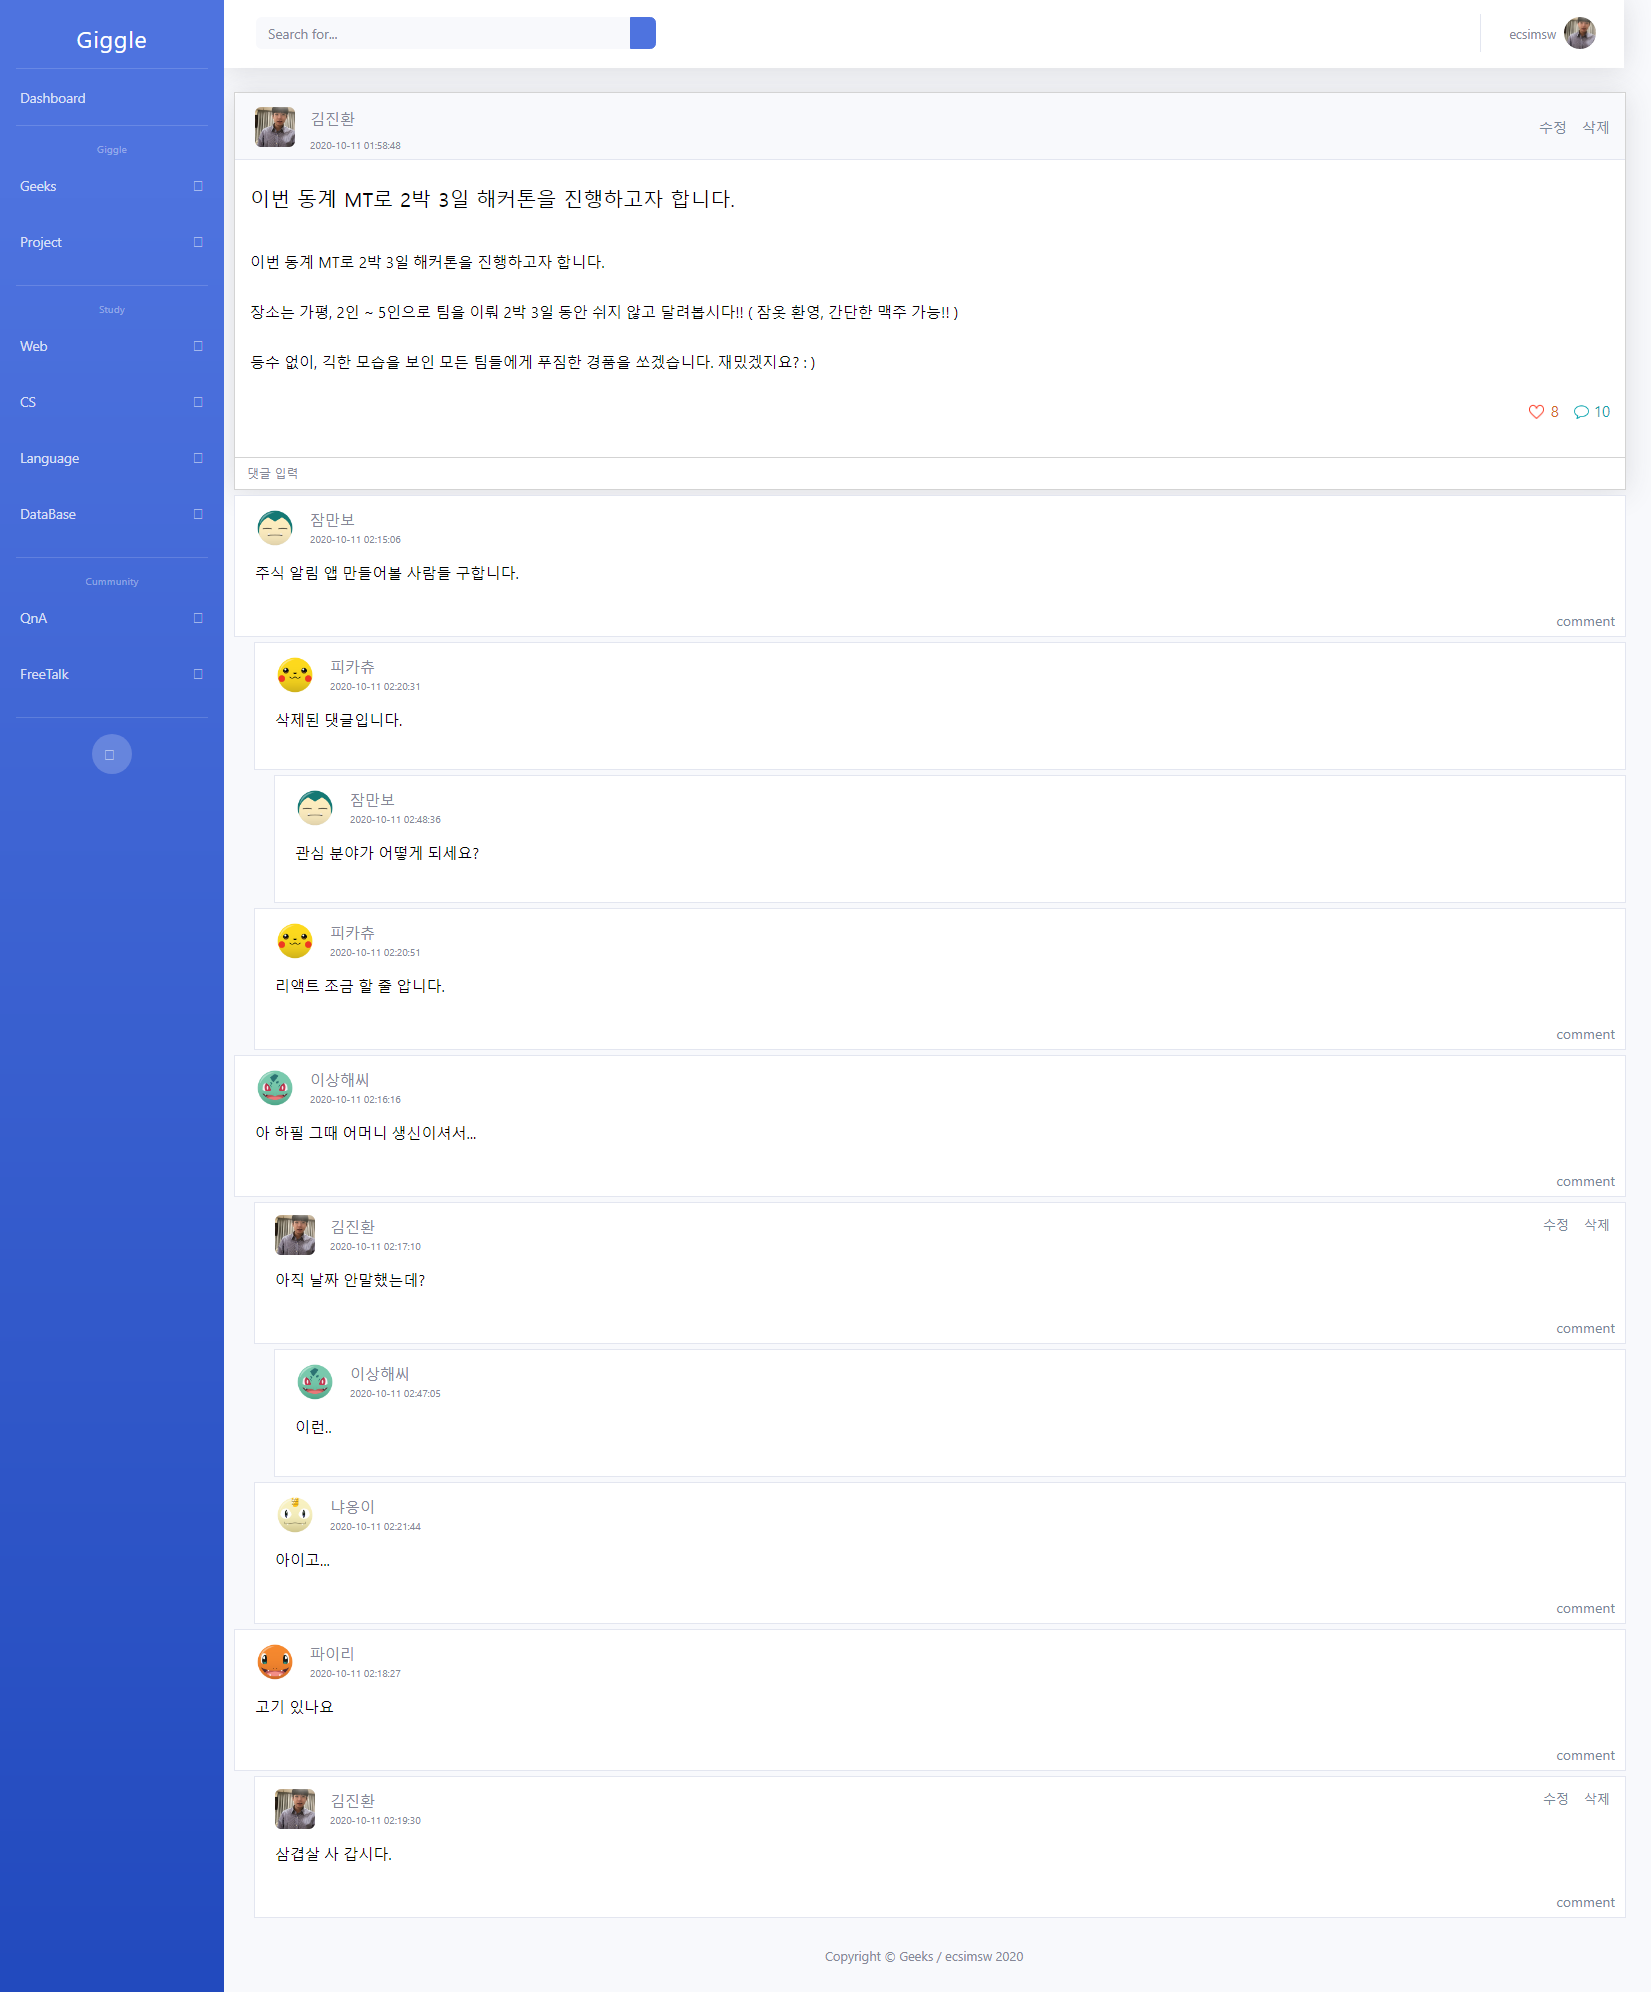 Giggle
Dashboard
Giggle
Geeks
Project
Study
Web
CS
Language
DataBase
Cummunity
QnA
FreeTalk
Search for...
ecsimsw
김진환
2020-10-11 01:58:48
수정 삭제
이번 동계 MT로 2박 3일 해커톤을 진행하고자 합니다.
이번 동계 MT로 2박 3일 해커톤을 진행하고자 합니다.
장소는 가평, 2인 ~ 5인으로 팀을 이뤄 2박 3일 동안 쉬지 않고 달려봅시다!! ( 잠옷 환영, 간단한 맥주 가능!! )
등수 없이, 긱한 모습을 보인 모든 팀들에게 푸짐한 경품을 쏘겠습니다. 재밌겠지요? : )
8 10
댓글 입력
잠만보
2020-10-11 02:15:06
주식 알림 앱 만들어볼 사람들 구합니다.
comment
피카츄
2020-10-11 02:20:31
삭제된 댓글입니다.
잠만보
2020-10-11 02:48:36
관심 분야가 어떻게 되세요?
피카츄
2020-10-11 02:20:51
리액트 조금 할 줄 압니다.
comment
이상해씨
2020-10-11 02:16:16
아 하필 그때 어머니 생신이셔서...
comment
김진환
2020-10-11 02:17:10
수정 삭제
아직 날짜 안말했는데?
comment
이상해씨
2020-10-11 02:47:05
이런..
냐옹이
2020-10-11 02:21:44
아이고...
comment
파이리
2020-10-11 02:18:27
고기 있나요
comment
김진환
2020-10-11 02:19:30
수정 삭제
삼겹살 사 갑시다.
comment
Copyright © Geeks / ecsimsw 2020